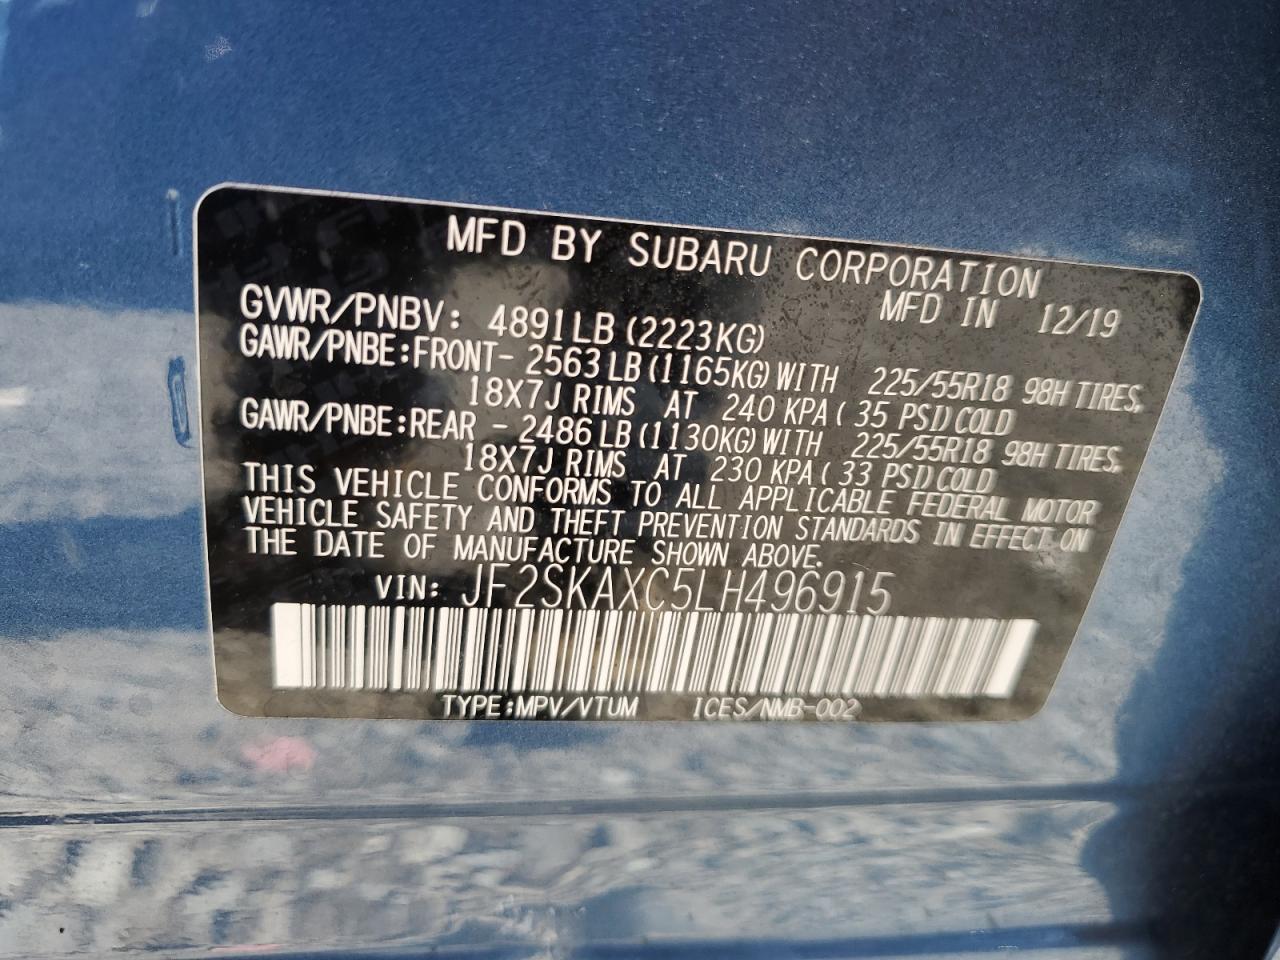 MFD BY SUBARU CORPORATION
MFD IN 12/19
GVWR/PNBV: 4891LB (2223KG)
GAWR/PNBE:FRONT- 2563 LB (1165KG) WITH 225/55R18 98H TIRES,
18X7J RIMS AT 240 KPA ( 35 PSI) COLD
GAWR/PNBE:REAR - 2486 LB (1130KG) WITH 225/55R18 98H TIRES,
18X7J RIMS AT 230 KPA ( 33 PSI) COLD
THIS VEHICLE CONFORMS TO ALL APPLICABLE FEDERAL MOTOR
VEHICLE SAFETY AND THEFT PREVENTION STANDARDS IN EFFECT ON
THE DATE OF MANUFACTURE SHOWN ABOVE.
VIN: JF2SKAXC5LH496915
TYPE:MPV/VTUM ICES/NMB-002